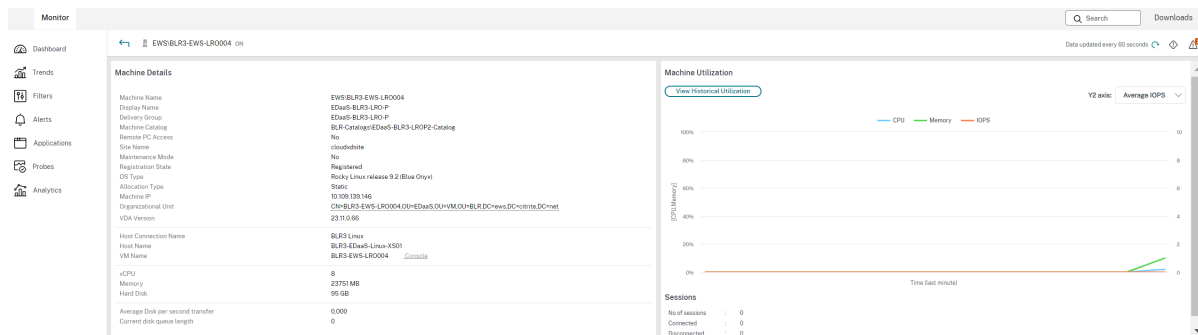 Monitor
Search
Downloads
Dashboard
Trends
Filters
Alerts
Applications
Probes
Analytics
EWS\BLR3-EWS-LRO004 ON
Data updated every 60 seconds
Machine Details
Machine Name EWS\BLR3-EWS-LRO004
Display Name EDaaS-BLR3-LRO-P
Delivery Group EDaaS-BLR3-LRO-P
Machine Catalog BLR-Catalogs\EDaaS-BLR3-LROP2-Catalog
Remote PC Access No
Site Name cloudxdsite
Maintenance Mode No
Registration State Registered
OS Type Rocky Linux release 9.2 (Blue Onyx)
Allocation Type Static
Machine IP 10.109.139.146
Organizational Unit CN=BLR3-EWS-LRO004,OU=EDaaS,OU=VM,OU=BLR,DC=ews,DC=citrite,DC=net
VDA Version 23.11.0.66
Host Connection Name BLR3 Linux
Host Name BLR3-EDaaS-Linux-XS01
VM Name BLR3-EWS-LRO004 Console
vCPU 8
Memory 23751 MB
Hard Disk 95 GB
Average Disk per second transfer 0.000
Current disk queue length 0
Machine Utilization
View Historical Utilization
Y2 axis: Average IOPS
CPU Memory IOPS
100% 10
80% 8
60% 6
[CPU,Memory]
40% 4
20% 2
0% 0
Time (last minute)
Sessions
No of sessions : 0
Connected : 0
Disconnected : 0